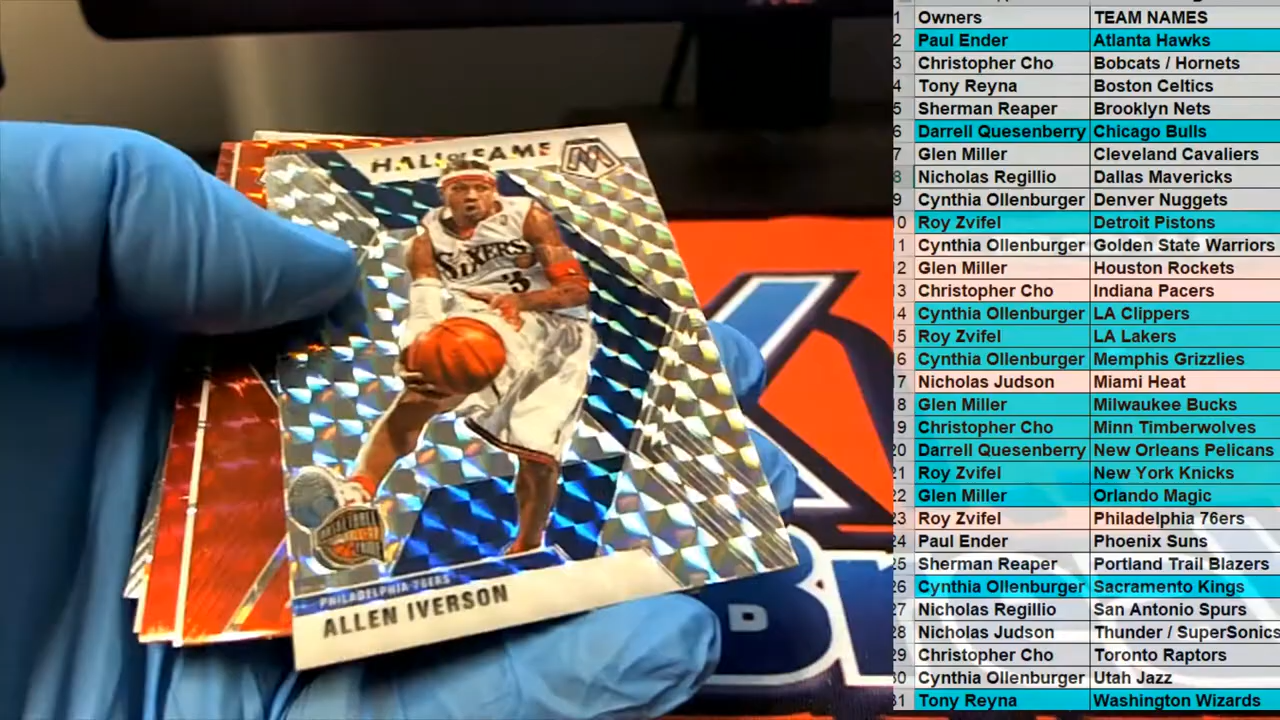 HALL OF FAME
M
SIXERS
3
BASKETBALL
HALL OF FAME
PHILADELPHIA 76ERS
ALLEN IVERSON
1 Owners TEAM NAMES
2 Paul Ender Atlanta Hawks
3 Christopher Cho Bobcats / Hornets
4 Tony Reyna Boston Celtics
5 Sherman Reaper Brooklyn Nets
6 Darrell Quesenberry Chicago Bulls
7 Glen Miller Cleveland Cavaliers
8 Nicholas Regillio Dallas Mavericks
9 Cynthia Ollenburger Denver Nuggets
10 Roy Zvifel Detroit Pistons
11 Cynthia Ollenburger Golden State Warriors
12 Glen Miller Houston Rockets
13 Christopher Cho Indiana Pacers
14 Cynthia Ollenburger LA Clippers
15 Roy Zvifel LA Lakers
16 Cynthia Ollenburger Memphis Grizzlies
17 Nicholas Judson Miami Heat
18 Glen Miller Milwaukee Bucks
19 Christopher Cho Minn Timberwolves
20 Darrell Quesenberry New Orleans Pelicans
21 Roy Zvifel New York Knicks
22 Glen Miller Orlando Magic
23 Roy Zvifel Philadelphia 76ers
24 Paul Ender Phoenix Suns
25 Sherman Reaper Portland Trail Blazers
26 Cynthia Ollenburger Sacramento Kings
27 Nicholas Regillio San Antonio Spurs
28 Nicholas Judson Thunder / SuperSonics
29 Christopher Cho Toronto Raptors
30 Cynthia Ollenburger Utah Jazz
31 Tony Reyna Washington Wizards